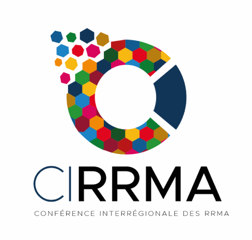 CIRRMA
CONFÉRENCE INTERRÉGIONALE DES RRMA